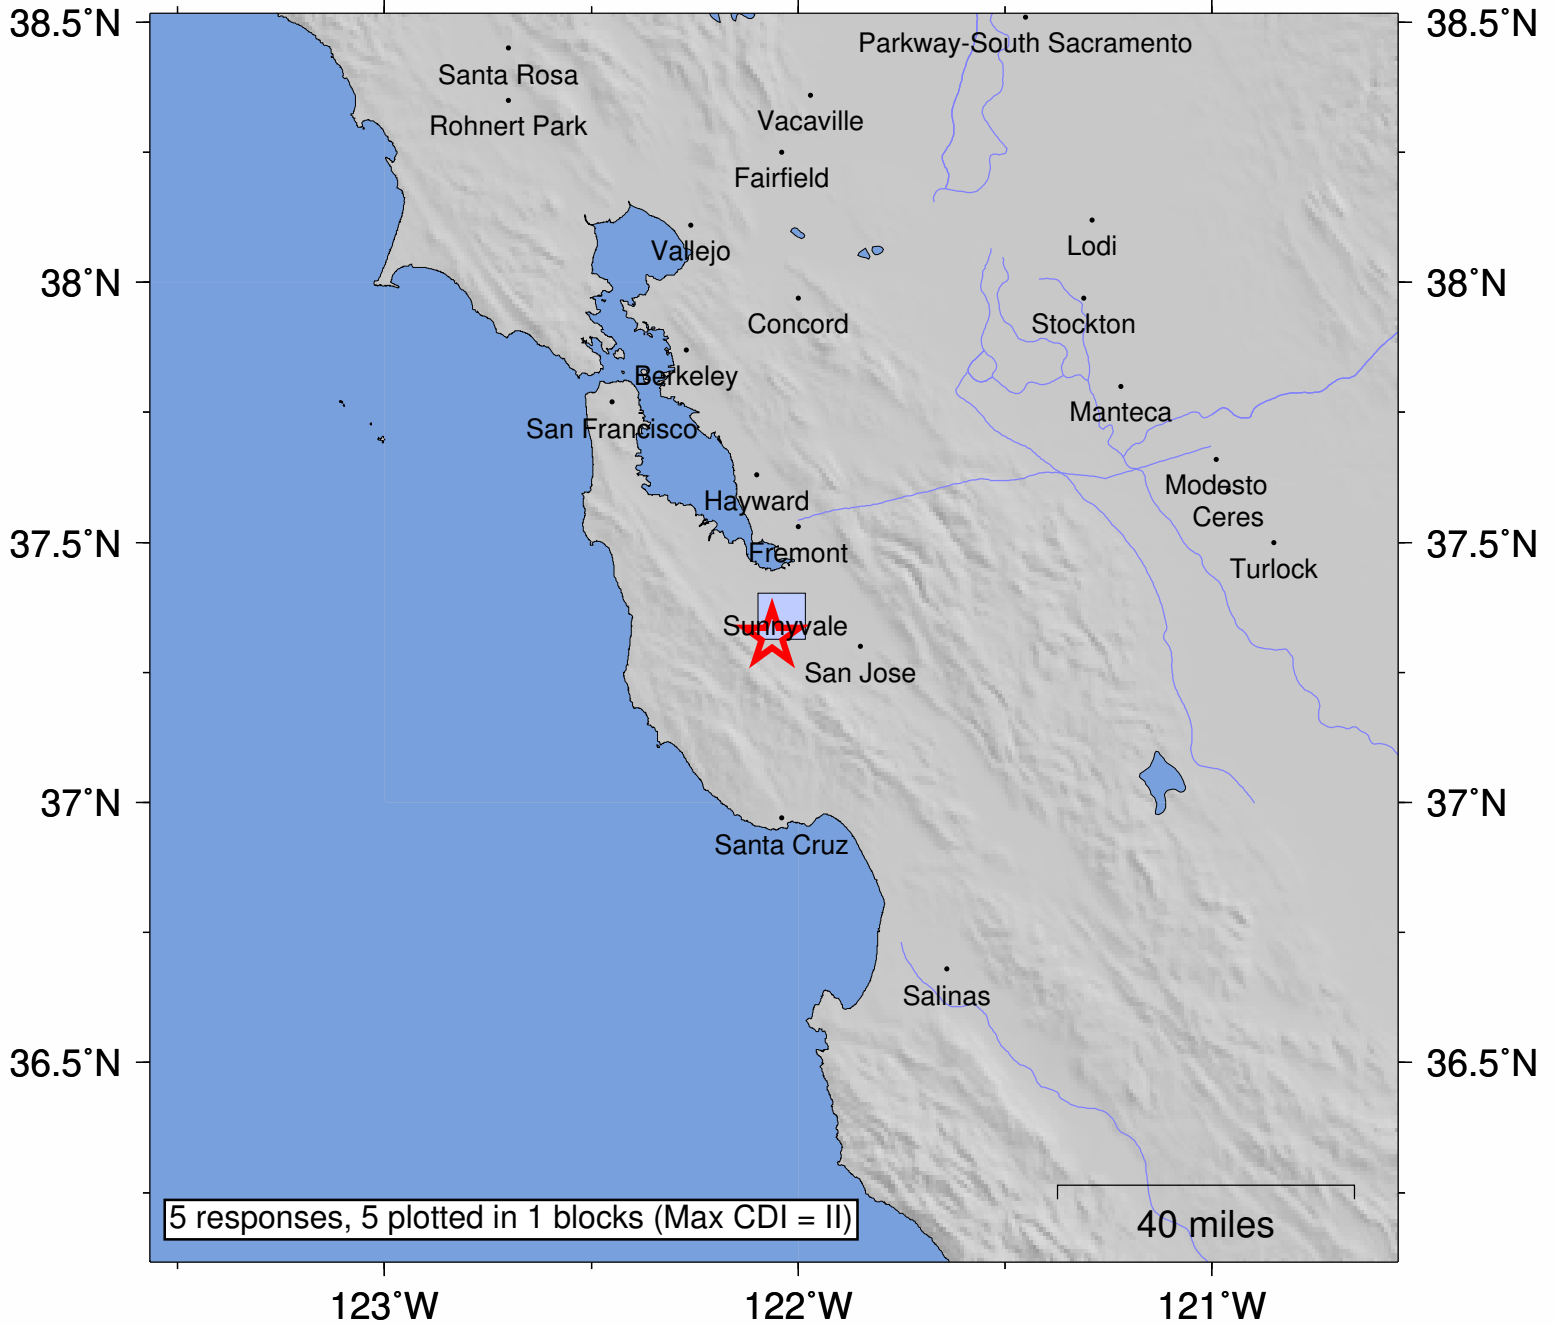 38.5˚N
38.5˚N
Parkway-South Sacramento
Santa Rosa
Vacaville
Rohnert Park
Fairfield
Lodi
Vallejo
38˚N
38˚N
Concord
Stockton
Berkeley
Manteca
San Francisco
Modesto
Hayward
Ceres
37.5˚N
Fremont
37.5˚N
Turlock
Sunnyvale
San Jose
37˚N
37˚N
Santa Cruz
Salinas
36.5˚N
36.5˚N
5 responses, 5 plotted in 1 blocks (Max CDI = II)
40 miles
123˚W
122˚W
121˚W